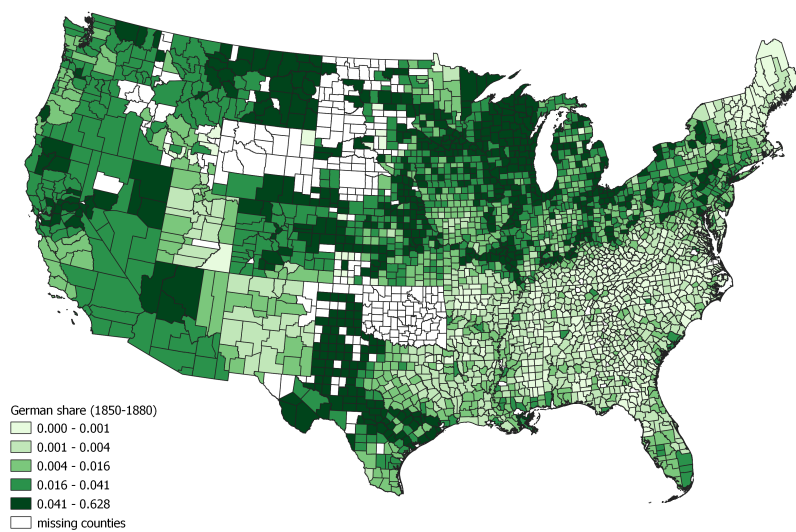 German share (1850-1880)
0.000 - 0.001
0.001 - 0.004
0.004 - 0.016
0.016 - 0.041
0.041 - 0.628
missing counties